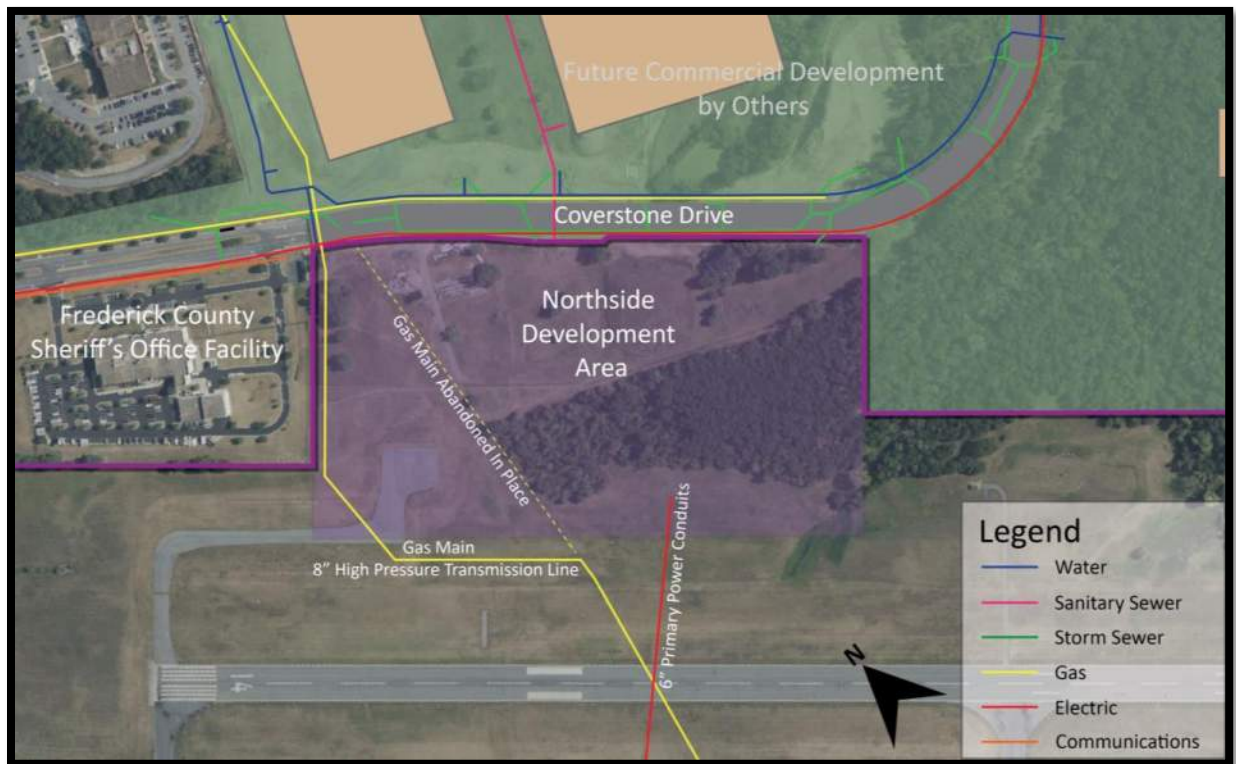 Future Commercial Development
by Others
Coverstone Drive
Frederick County
Sheriff's Office Facility
Northside
Development
Area
Gas Main Abandoned In Place
Gas Main
8" High Pressure Transmission Line
6" Primary Power Conduits
N
Legend
Water
Sanitary Sewer
Storm Sewer
Gas
Electric
Communications